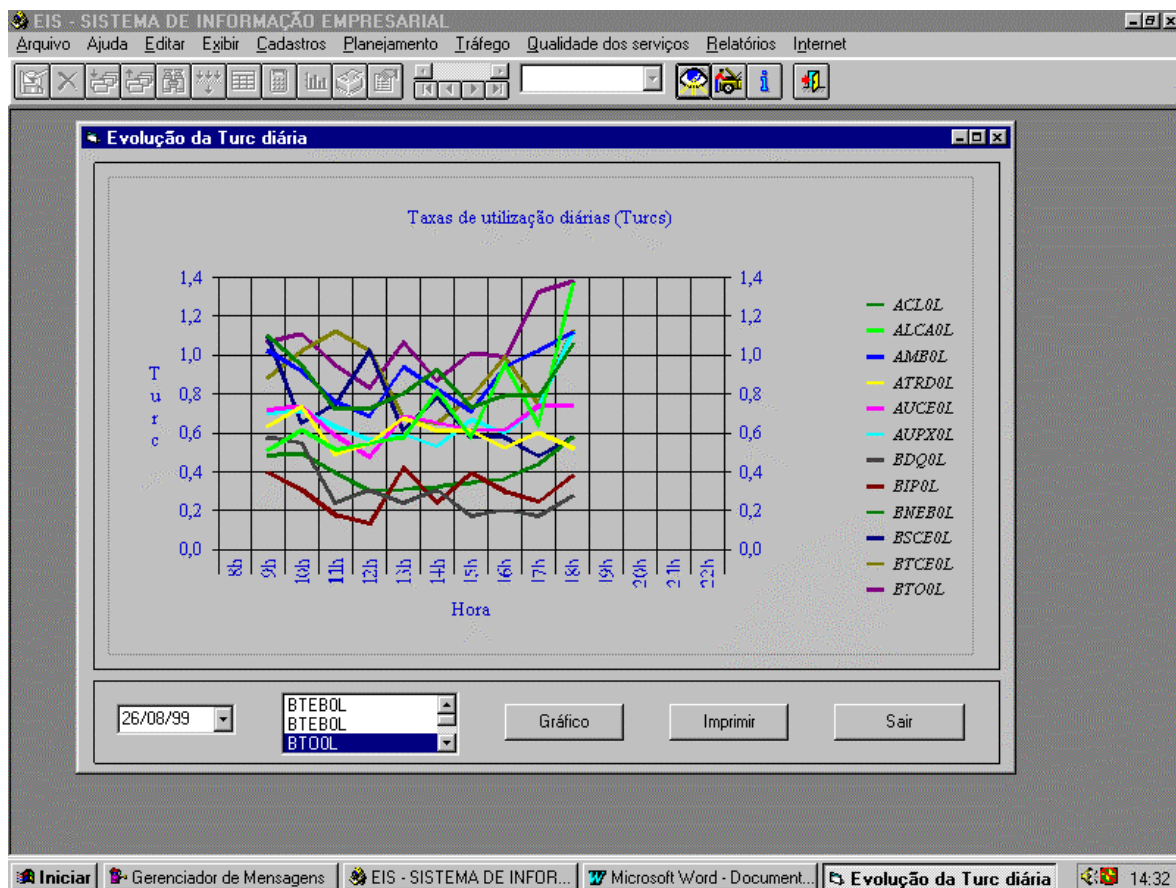 EIS - SISTEMA DE INFORMAÇÃO EMPRESARIAL
Arquivo Ajuda Editar Exibir Cadastros Planejamento Tráfego Qualidade dos serviços Relatórios Internet
Evolução da Turc diária
Taxas de utilização diárias (Turcs)
1,4 1,4
1,2 1,2
1,0 1,0
0,8 0,8
0,6 0,6
0,4 0,4
0,2 0,2
0,0 0,0
Turc
8h 9h 10h 11h 12h 13h 14h 15h 16h 17h 18h 19h 20h 21h 22h
Hora
ACL0L
ALCA0L
AMB0L
ATRD0L
AUCE0L
AUPX0L
BDQ0L
BIP0L
BNEB0L
BSCE0L
BTCE0L
BTO0L
26/08/99
BTEB0L
BTEB0L
BTO0L
Gráfico Imprimir Sair
Iniciar Gerenciador de Mensagens EIS - SISTEMA DE INFOR... Microsoft Word - Document... Evolução da Turc diária 14:32